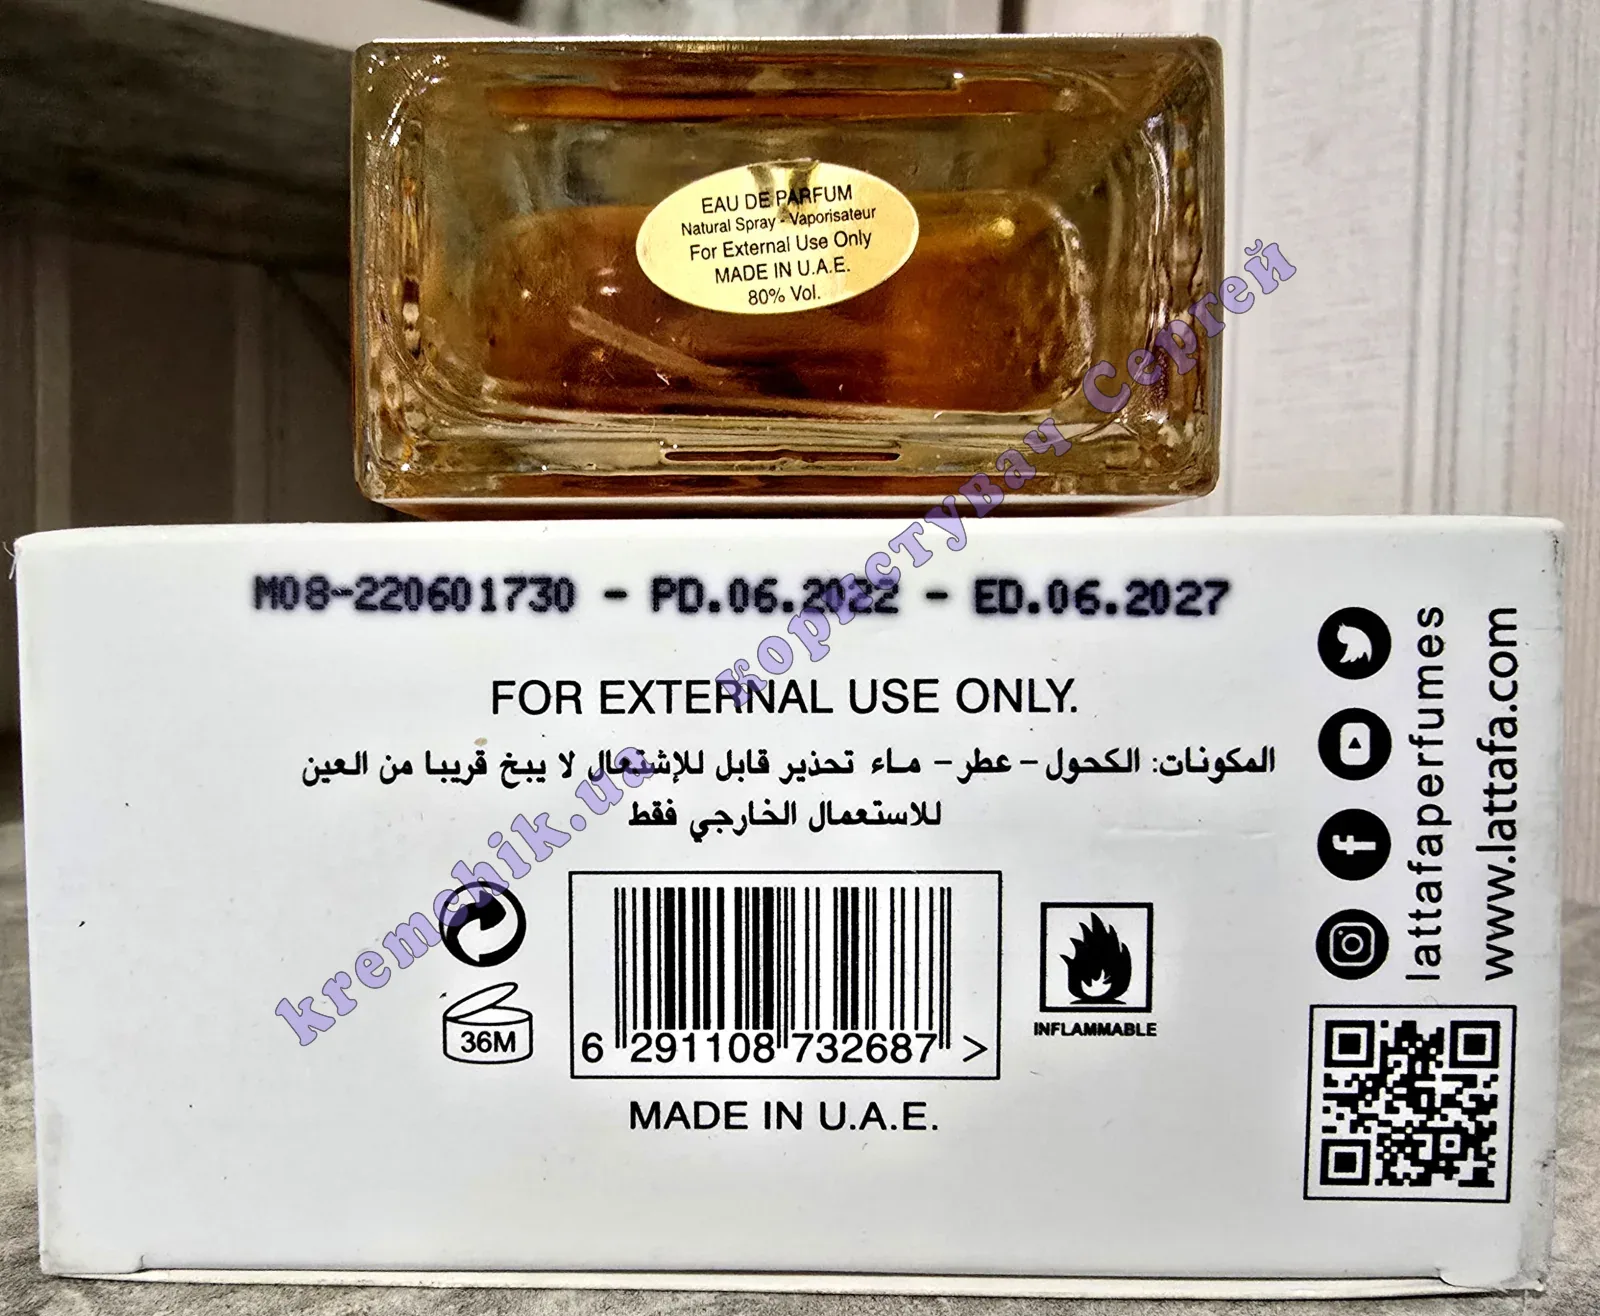 EAU DE PARFUM
Natural Spray - Vaporisateur
For External Use Only
MADE IN U.A.E.
80% Vol.
M08-220601730 - PD.06.2022 - ED.06.2027
FOR EXTERNAL USE ONLY.
المكونات: الكحول - عطر - ماء تحذير قابل للإشتعال لا يبخ قريبا من العين
للاستعمال الخارجي فقط
36M
6 291108 732687 >
INFLAMMABLE
MADE IN U.A.E.
lattafaperfumes
www.lattafa.com
kremchik.ua користувач Сергей